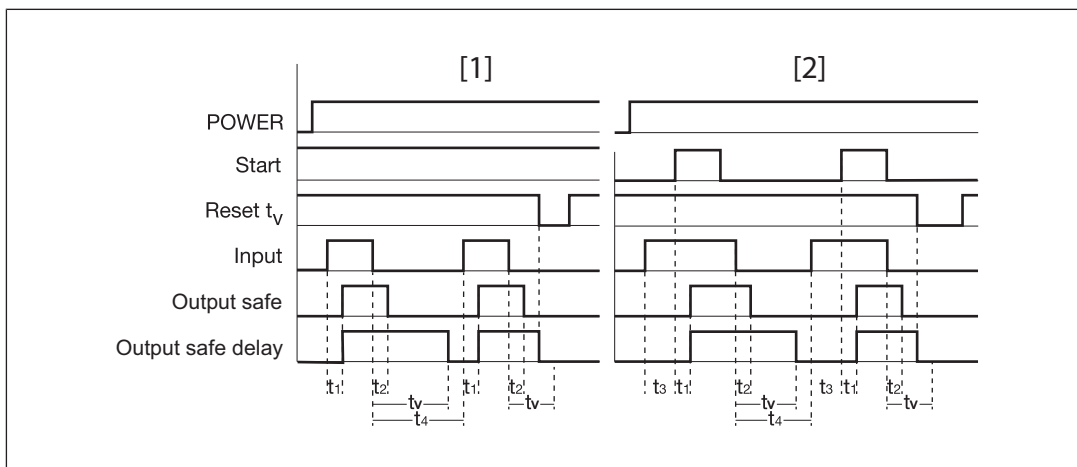 [1] [2]
POWER
Start
Reset tv
Input
Output safe
Output safe delay
t1 t2 t1 t2 t3 t1 t2 t3 t1 t2
tv tv tv tv
t4 t4